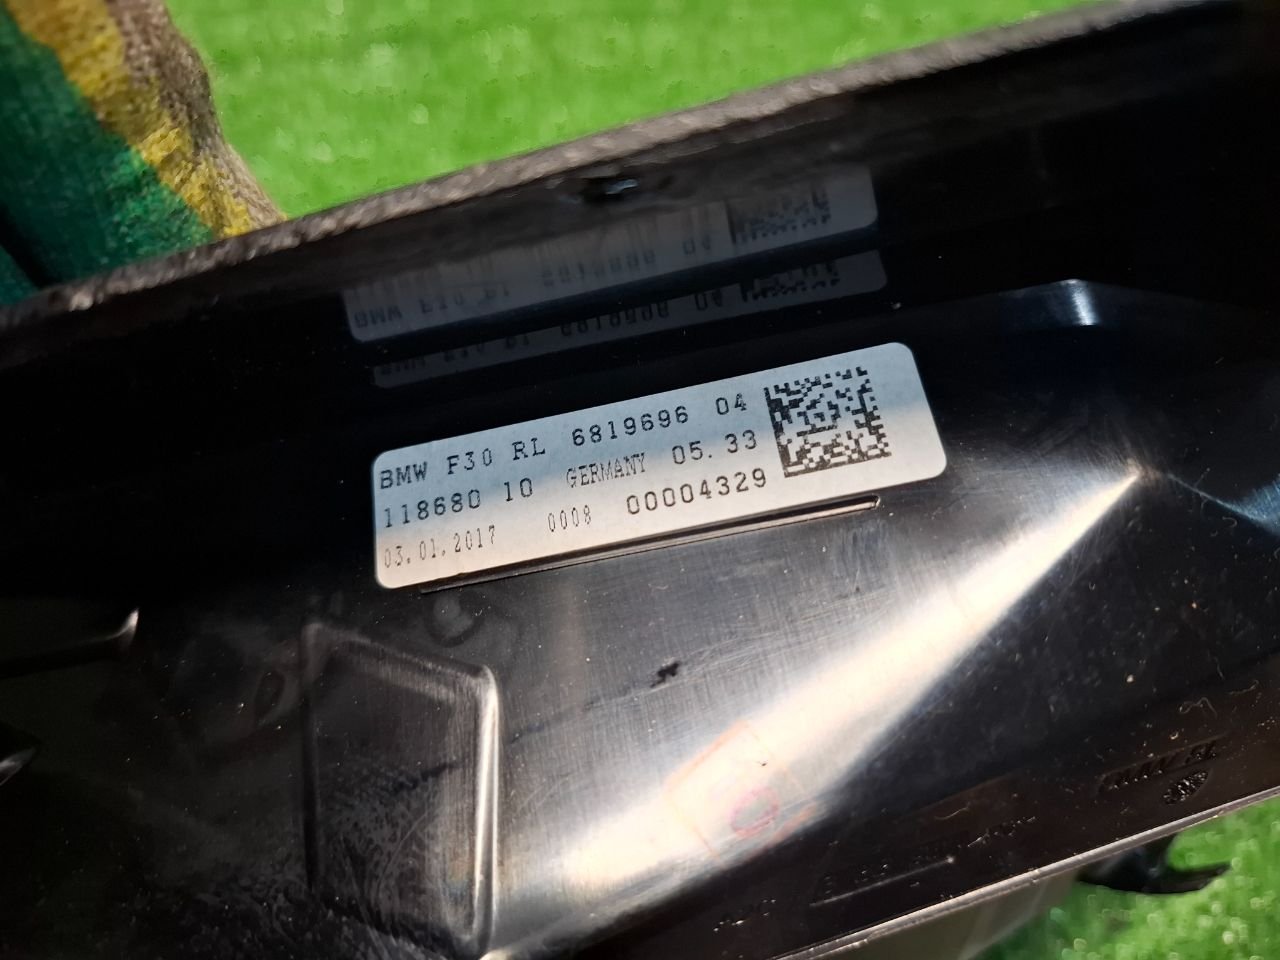 BMW F30 RL 6819696 04
118680 10 GERMANY 05.33
03.01.2017 0008 00004329